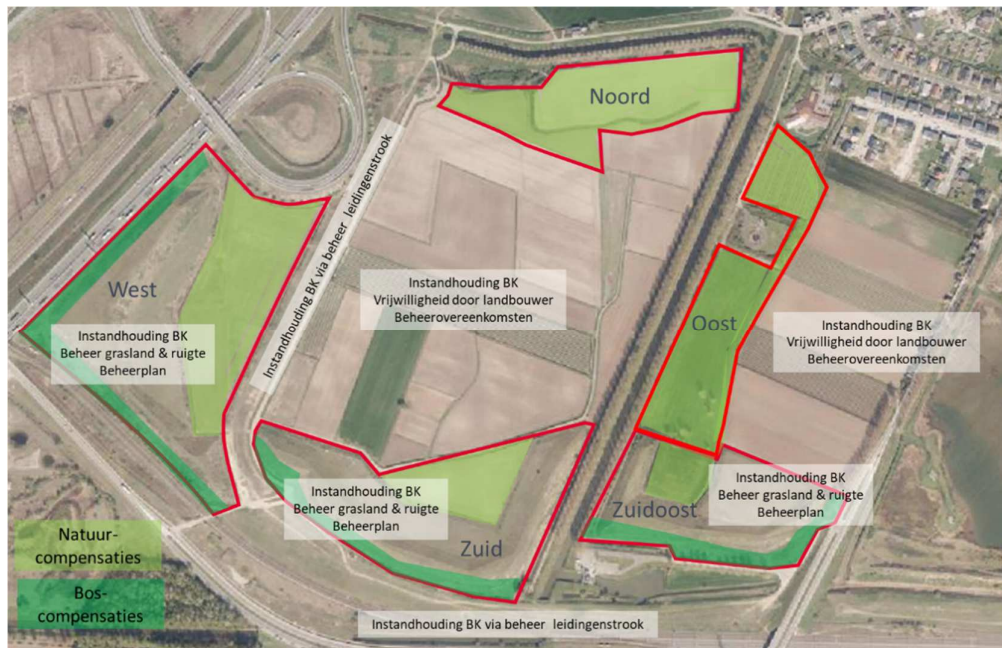 Noord
Instandhouding BK via beheer leidingenstrook
West
Instandhouding BK
Beheer grasland & ruigte
Beheerplan
Instandhouding BK
Vrijwilligheid door landbouwer
Beheerovereenkomsten
Oost
Instandhouding BK
Vrijwilligheid door landbouwer
Beheerovereenkomsten
Instandhouding BK
Beheer grasland & ruigte
Beheerplan
Zuid
Instandhouding BK
Beheer grasland & ruigte
Beheerplan
Zuidoost
Natuur-
compensaties
Bos-
compensaties
Instandhouding BK via beheer leidingenstrook